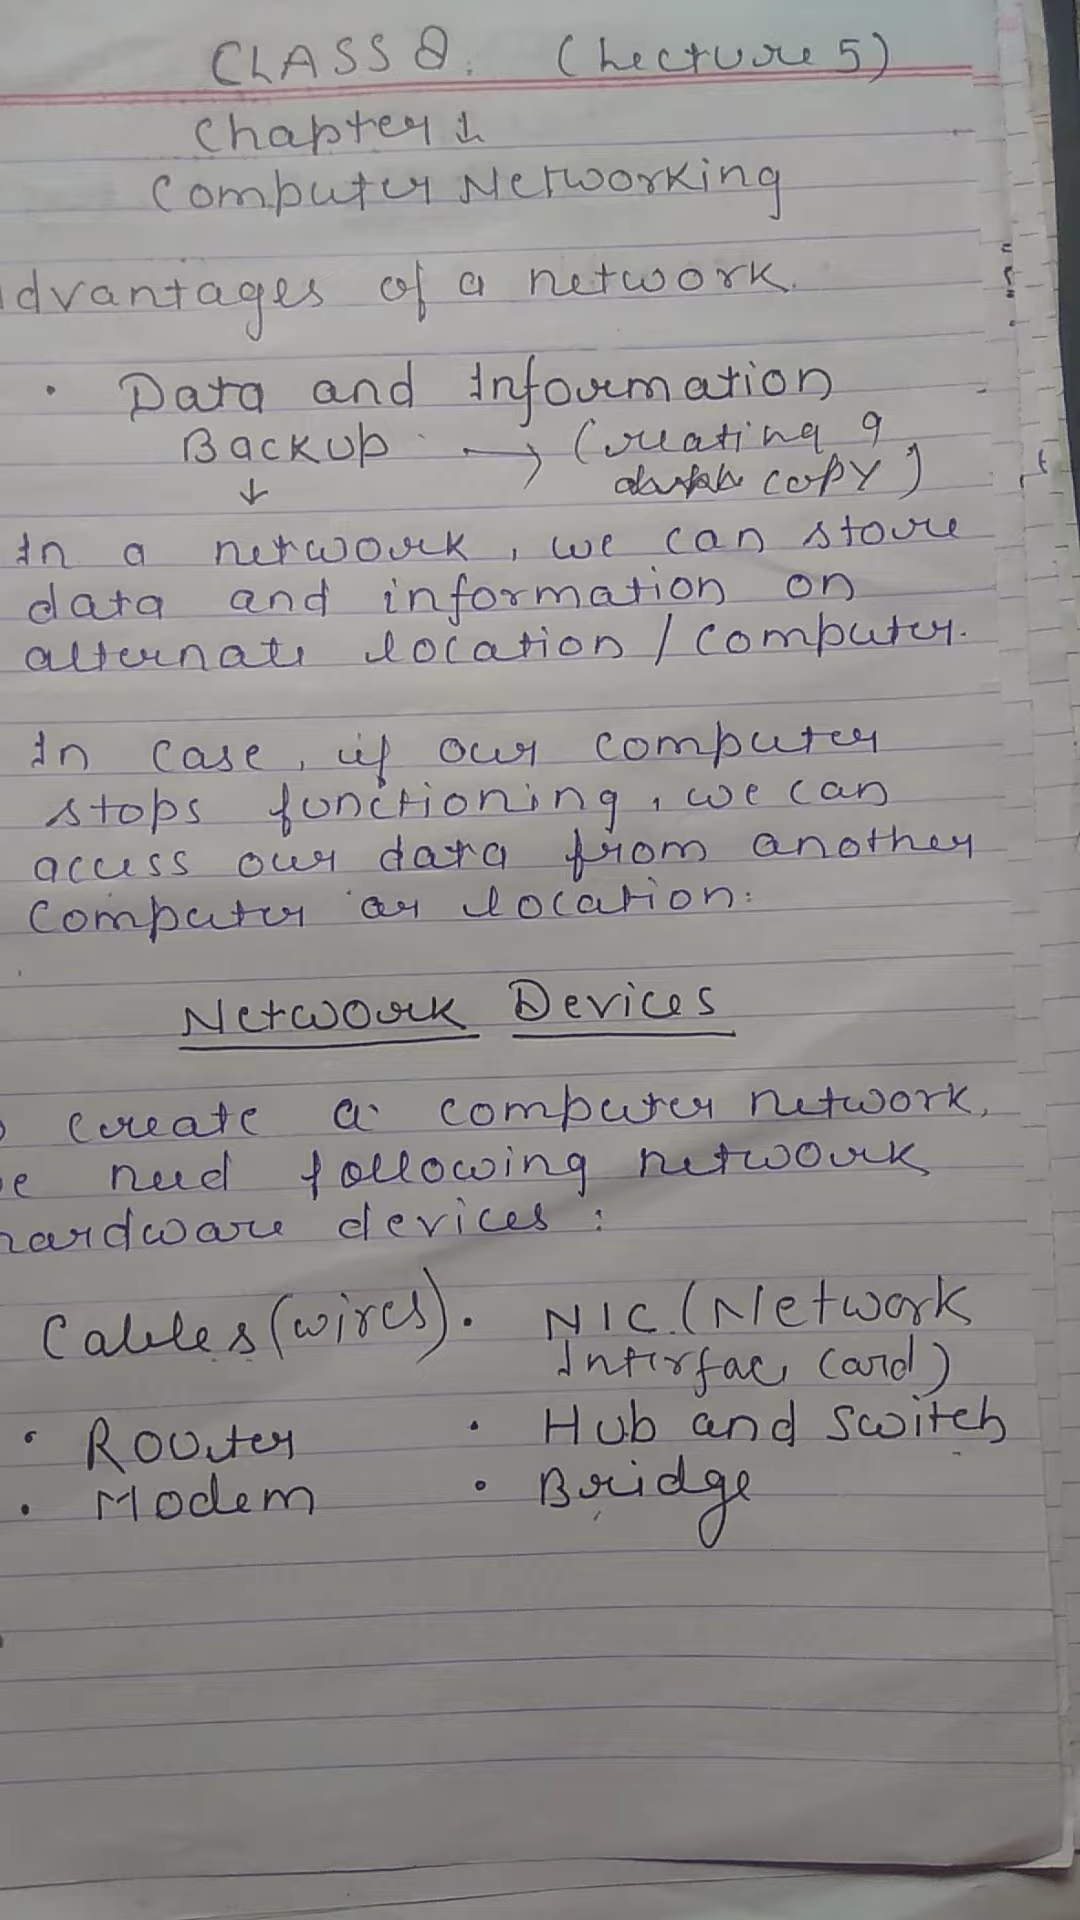 CLASS 8. (Lecture 5)
Chapter 1
Computer Networking
dvantages of a network.
• Data and Information
Backup → (creating a
copy)
↓
In a network, we can store
data and information on
alternate location / computer.
In case, if our computer
stops functioning, we can
access our data from another
computer or location.
Network Devices
o create a computer network,
e need following network
hardware devices :
Cables (wires). • NIC (Network
Interface Card)
• Router • Hub and Switch
• Modem • Bridge